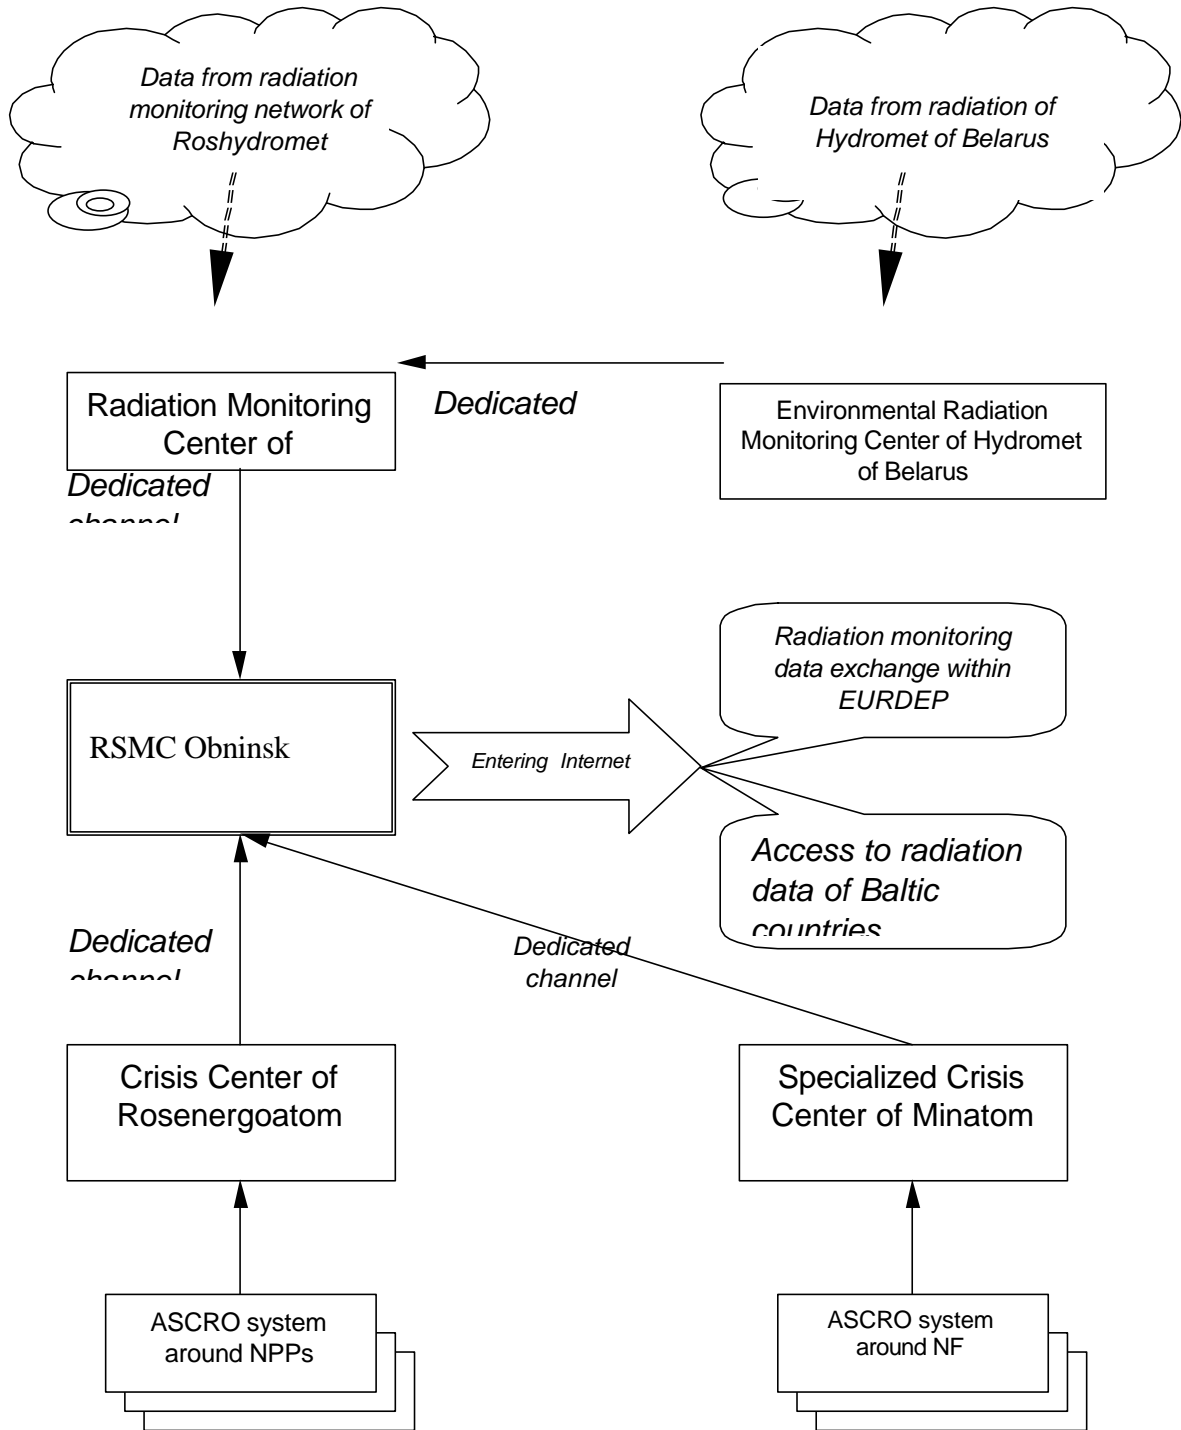 Data from radiation
monitoring network of
Roshydromet
Data from radiation of
Hydromet of Belarus
Radiation Monitoring
Center of
Dedicated
Environmental Radiation
Monitoring Center of Hydromet
of Belarus
Dedicated
channel
RSMC Obninsk
Entering Internet
Radiation monitoring
data exchange within
EURDEP
Access to radiation
data of Baltic
countries
Dedicated
channel
Dedicated
channel
Crisis Center of
Rosenergoatom
Specialized Crisis
Center of Minatom
ASCRO system
around NPPs
ASCRO system
around NF